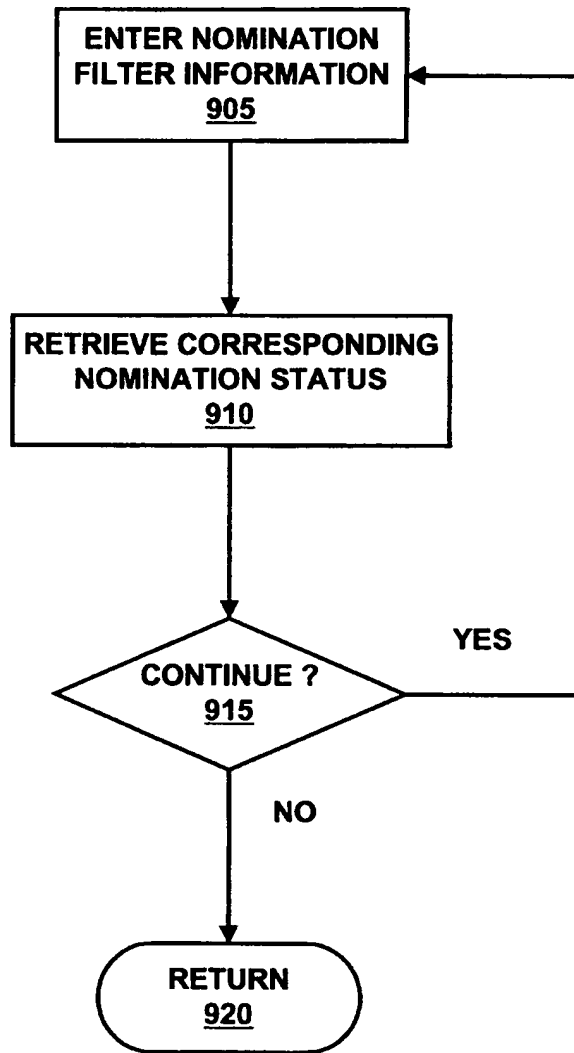 ENTER NOMINATION
FILTER INFORMATION
905
RETRIEVE CORRESPONDING
NOMINATION STATUS
910
CONTINUE ?
915
YES
NO
RETURN
920